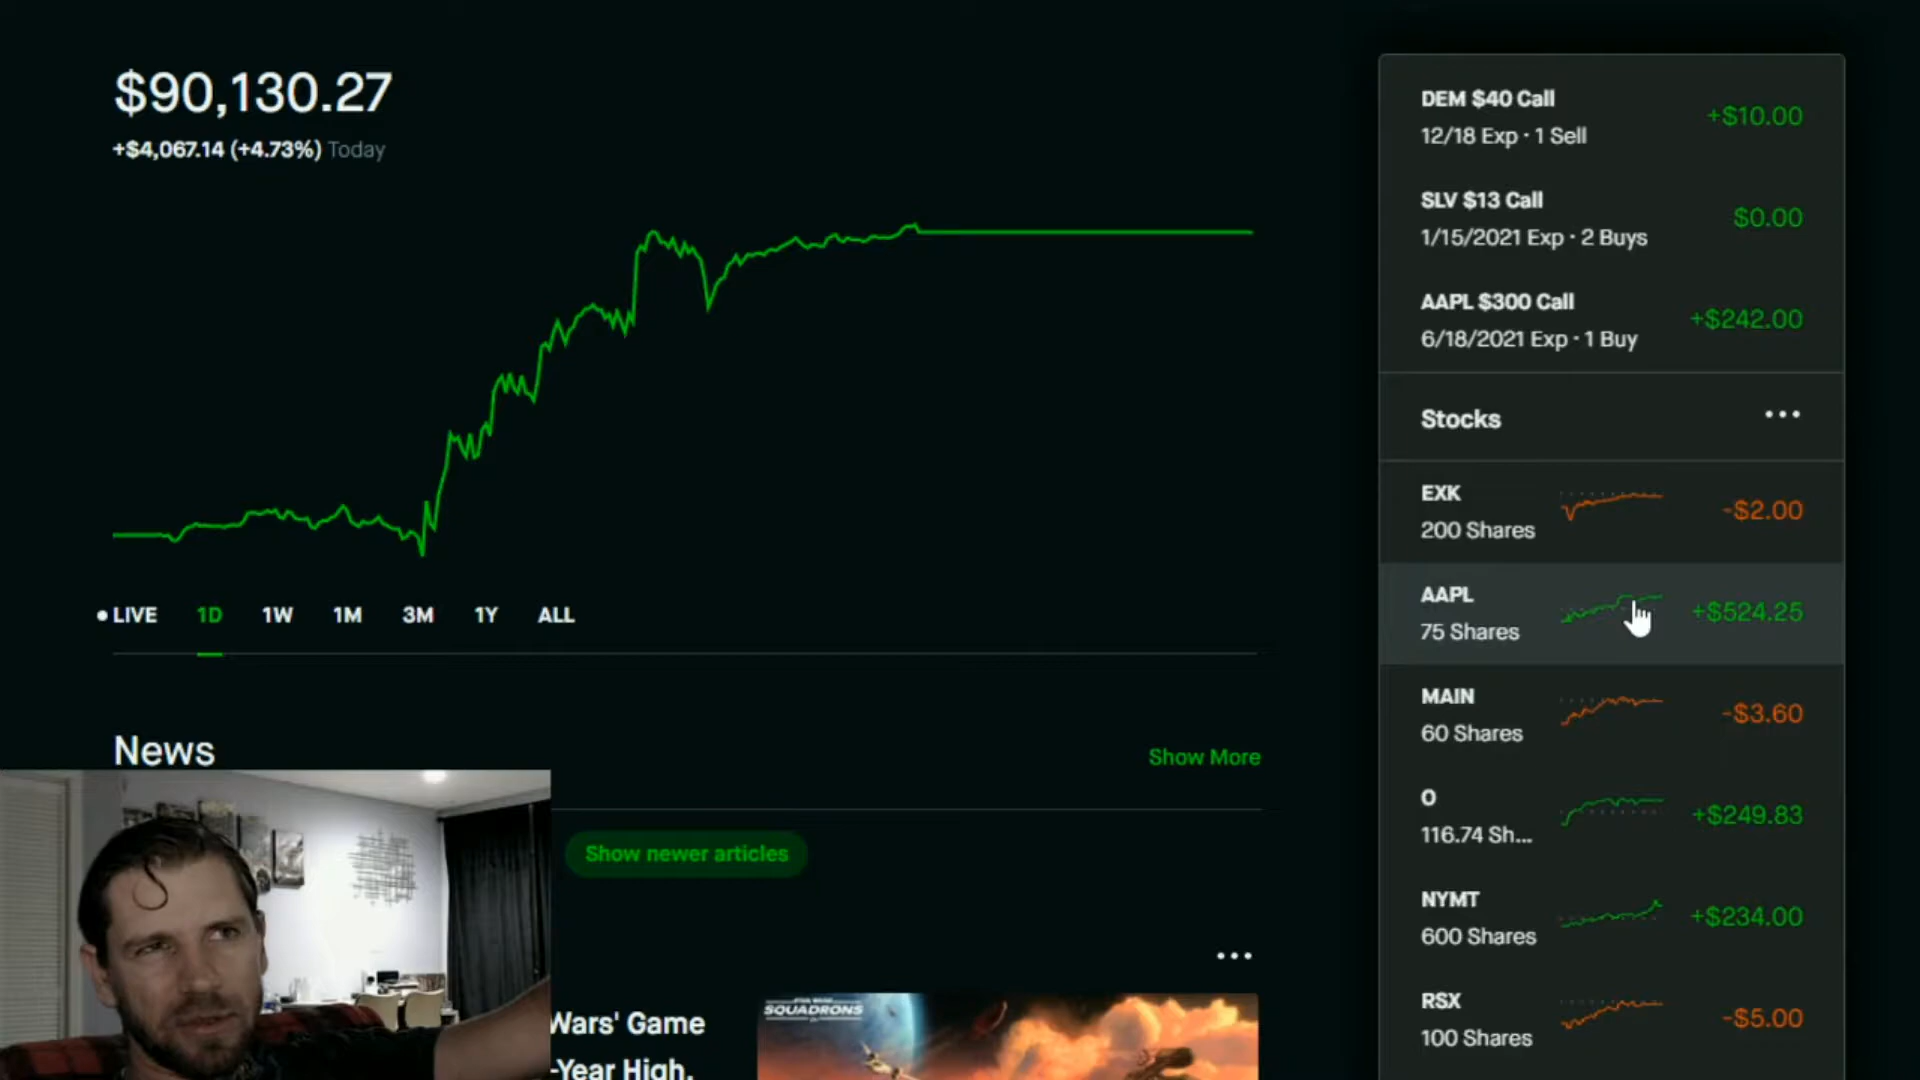 $90,130.27
+$4,067.14 (+4.73%) Today
LIVE 1D 1W 1M 3M 1Y ALL
News
Show More
Show newer articles
Wars' Game
-Year High.
STAR WARS
SQUADRONS
DEM $40 Call
12/18 Exp · 1 Sell
+$10.00
SLV $13 Call
1/15/2021 Exp · 2 Buys
$0.00
AAPL $300 Call
6/18/2021 Exp · 1 Buy
+$242.00
Stocks
EXK
200 Shares
-$2.00
AAPL
75 Shares
+$524.25
MAIN
60 Shares
-$3.60
O
116.74 Sh...
+$249.83
NYMT
600 Shares
+$234.00
RSX
100 Shares
-$5.00